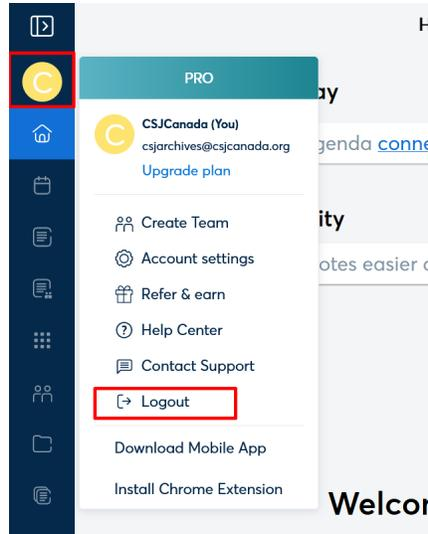 H
C
PRO
ay
C
CSJCanada (You)
csjarchives@csjcanada.org
Upgrade plan
genda conne
Create Team
ity
Account settings
otes easier
Refer & earn
Help Center
Contact Support
Logout
Download Mobile App
Install Chrome Extension
Welco